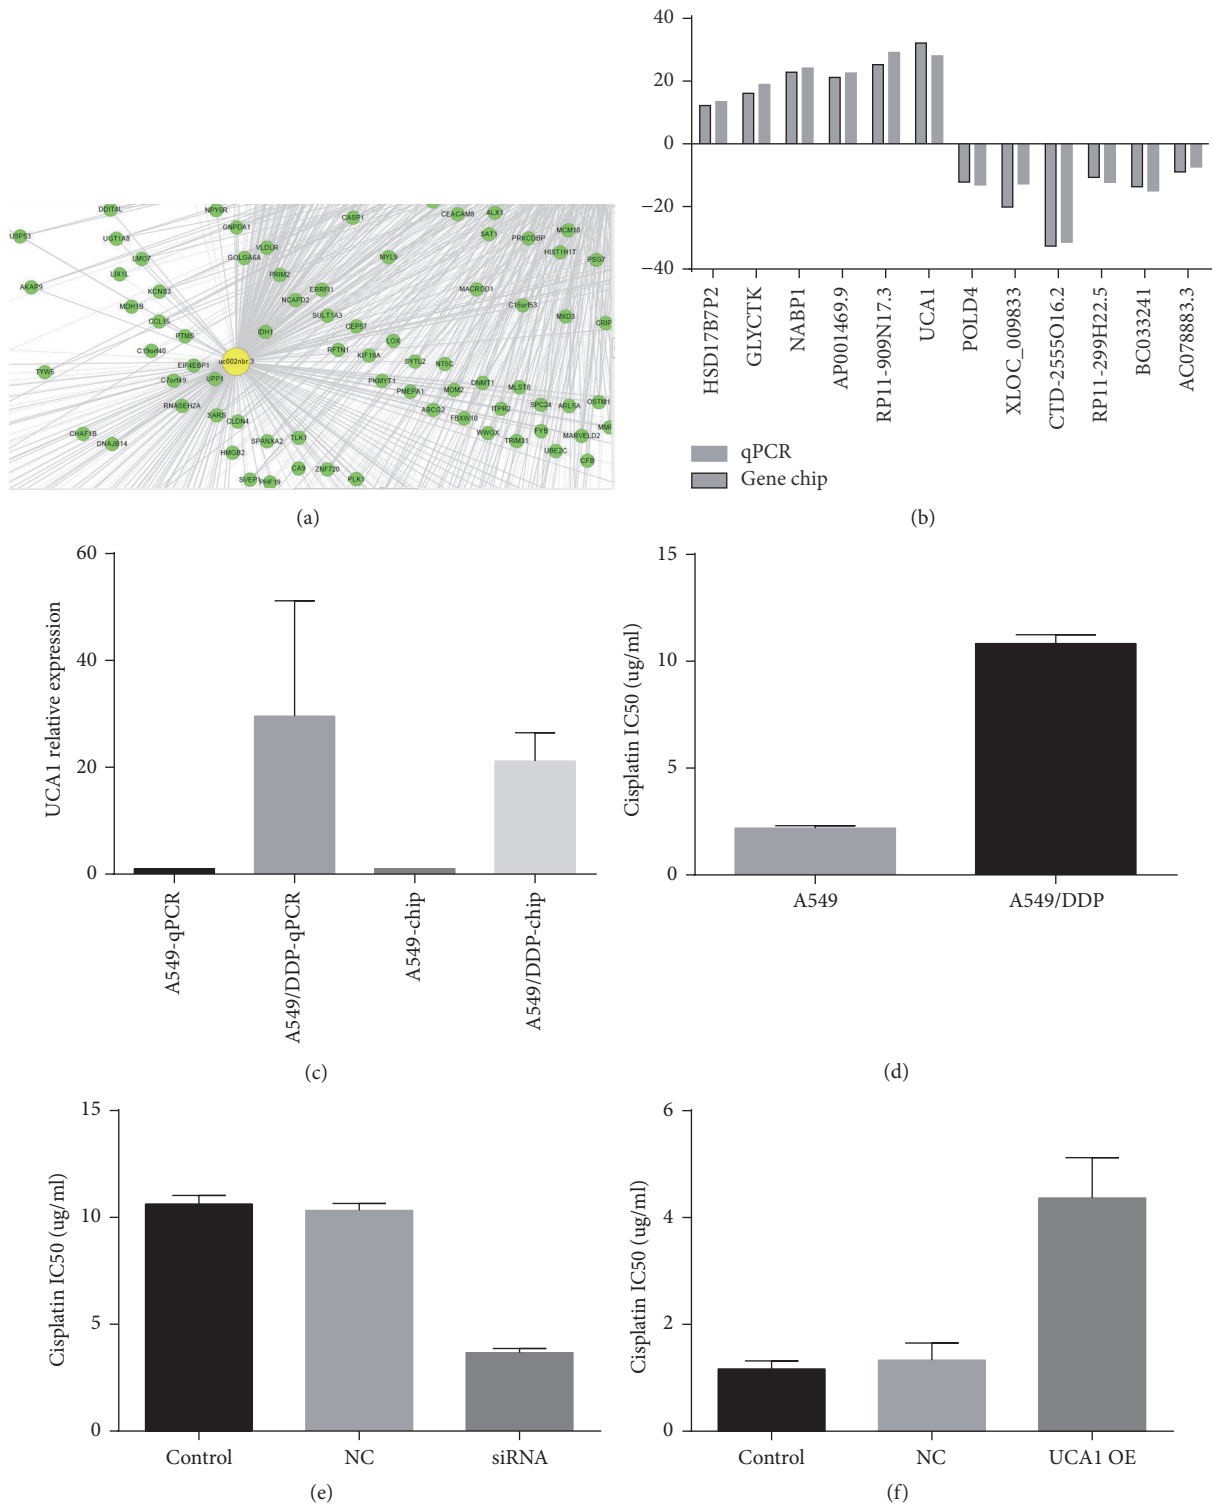 DDIT4L
NPY5R
USP53
UGT1A8
GNPDA1
VLDLR
GOLGA6A
LMO7
LIX1L
PRIM2
AKAP9
KCNS3
ERRFI1
NCAPD2
MDH1B
CCL15
SULT1A3
CEP57
PTMS
IDH1
C19orf40
uc002nbr.3
RFTN1
KIF18A
LOX
EIF4EBP1
TYW5
C7orf49
UPP1
RNASEH2A
SARS
CLDN4
CHAF1B
DNAJB14
SPANXA2
TLK1
HMGB2
CA9
ZNF720
SVEP1
PHF19
PLK1
CASP1
CEACAM8
ALX1
SAT1
PRKCDBP
MCM10
HIST1H1T
PSG7
MYL9
MACROD1
C16orf53
MXD3
CRIP
SYTL2
NT5C
PKMYT1
PMEPA1
MDM2
DNMT1
MLST8
ABCG2
FBXW10
ITPR2
SPC24
ARL5A
OSTM1
WWOX
TRIM31
FYB
MARVELD2
UBE2C
CFB
(a)
40
20
0
−20
−40
HSD17B7P2
GLYCTK
NABP1
AP001469.9
RP11-909N17.3
UCA1
POLD4
XLOC_009833
CTD-2555O16.2
RP11-299H22.5
BC033241
AC078883.3
qPCR
Gene chip
(b)
UCA1 relative expression
60
40
20
0
A549-qPCR
A549/DDP-qPCR
A549-chip
A549/DDP-chip
(c)
Cisplatin IC50 (ug/ml)
15
10
5
0
A549
A549/DDP
(d)
Cisplatin IC50 (ug/ml)
15
10
5
0
Control
NC
siRNA
(e)
Cisplatin IC50 (ug/ml)
6
4
2
0
Control
NC
UCA1 OE
(f)